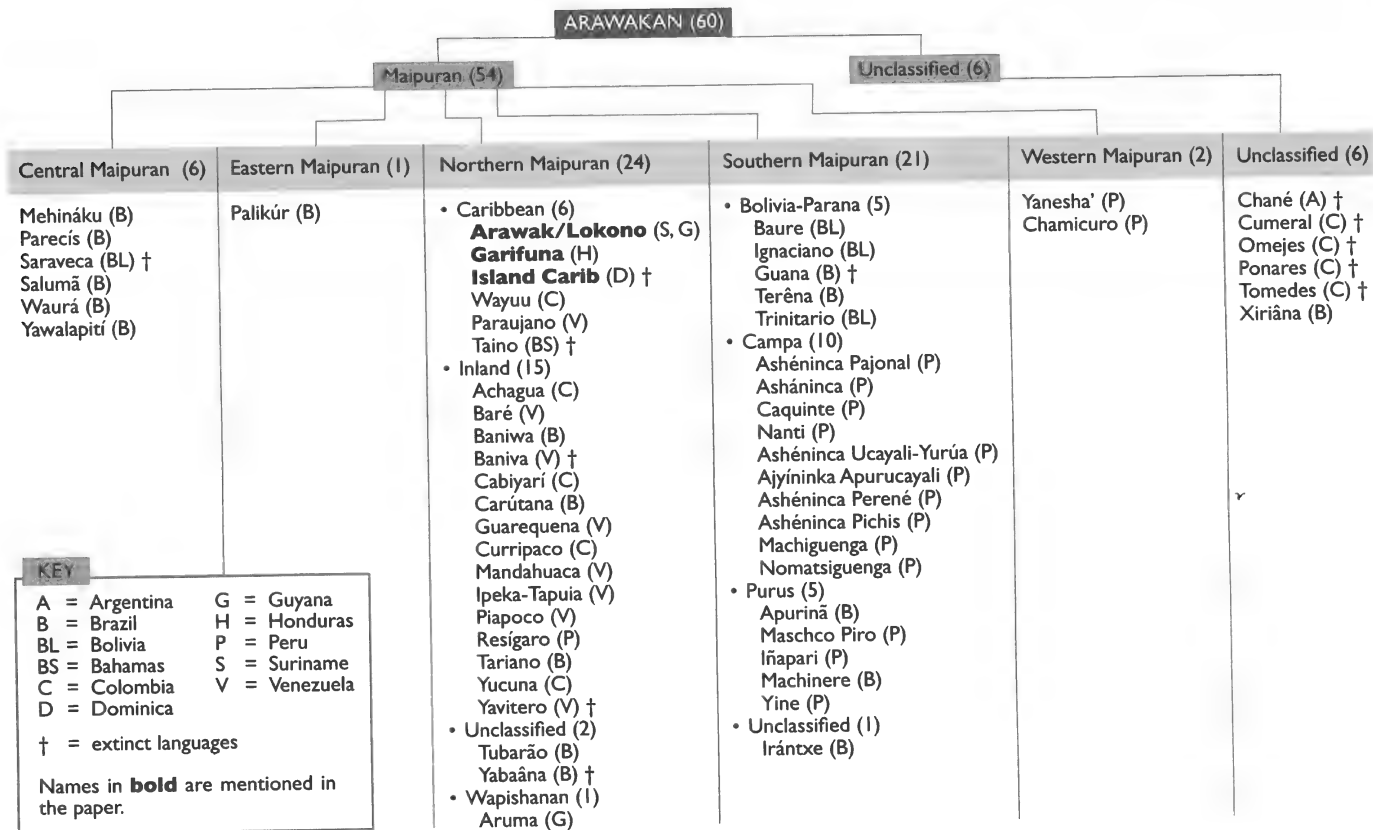 ARAWAKAN (60)
Maipuran (54)
Unclassified (6)
Central Maipuran (6)
Mehináku (B)
Parecís (B)
Saraveca (BL) †
Salumã (B)
Waurá (B)
Yawalapití (B)
Eastern Maipuran (1)
Palikúr (B)
Northern Maipuran (24)
• Caribbean (6)
Arawak/Lokono (S, G)
Garifuna (H)
Island Carib (D) †
Wayuu (C)
Paraujano (V)
Taino (BS) †
• Inland (15)
Achagua (C)
Baré (V)
Baniwa (B)
Baniva (V) †
Cabiyarí (C)
Carútana (B)
Guarequena (V)
Curripaco (C)
Mandahuaca (V)
Ipeka-Tapuia (V)
Piapoco (V)
Resígaro (P)
Tariano (B)
Yucuna (C)
Yavitero (V) †
• Unclassified (2)
Tubarão (B)
Yabaâna (B) †
• Wapishanan (1)
Aruma (G)
Southern Maipuran (21)
• Bolivia-Parana (5)
Baure (BL)
Ignaciano (BL)
Guana (B) †
Terêna (B)
Trinitario (BL)
• Campa (10)
Ashéninca Pajonal (P)
Asháninca (P)
Caquinte (P)
Nanti (P)
Ashéninca Ucayali-Yurúa (P)
Ajyíninka Apurucayali (P)
Ashéninca Perené (P)
Ashéninca Pichis (P)
Machiguenga (P)
Nomatsiguenga (P)
• Purus (5)
Apurinã (B)
Maschco Piro (P)
Iñapari (P)
Machinere (B)
Yine (P)
• Unclassified (1)
Irántxe (B)
Western Maipuran (2)
Yanesha' (P)
Chamicuro (P)
Unclassified (6)
Chané (A) †
Cumeral (C) †
Omejes (C) †
Ponares (C) †
Tomedes (C) †
Xiriâna (B)
KEY
A = Argentina
B = Brazil
BL = Bolivia
BS = Bahamas
C = Colombia
D = Dominica
G = Guyana
H = Honduras
P = Peru
S = Suriname
V = Venezuela
† = extinct languages
Names in bold are mentioned in
the paper.